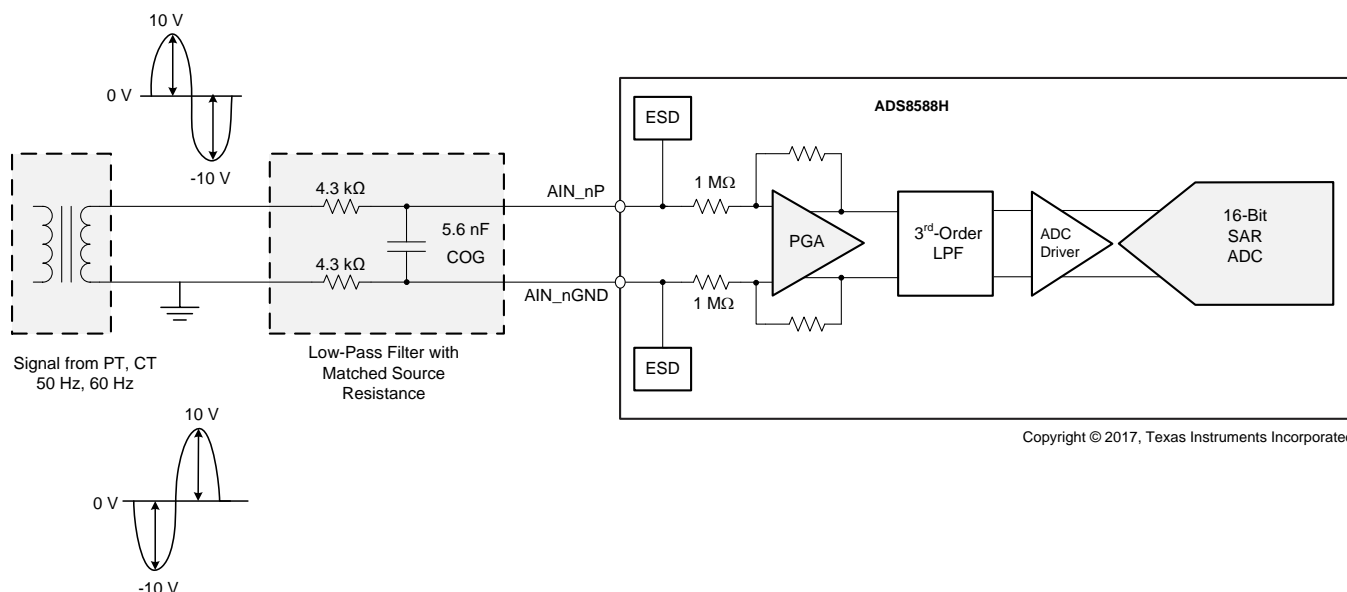 10 V
0 V
-10 V
ADS8588H
ESD
4.3 kΩ
AIN_nP
1 MΩ
5.6 nF
COG
PGA
3rd-Order
LPF
ADC
Driver
16-Bit
SAR
ADC
4.3 kΩ
AIN_nGND
1 MΩ
ESD
Signal from PT, CT
50 Hz, 60 Hz
Low-Pass Filter with
Matched Source
Resistance
Copyright © 2017, Texas Instruments Incorporate
10 V
0 V
-10 V